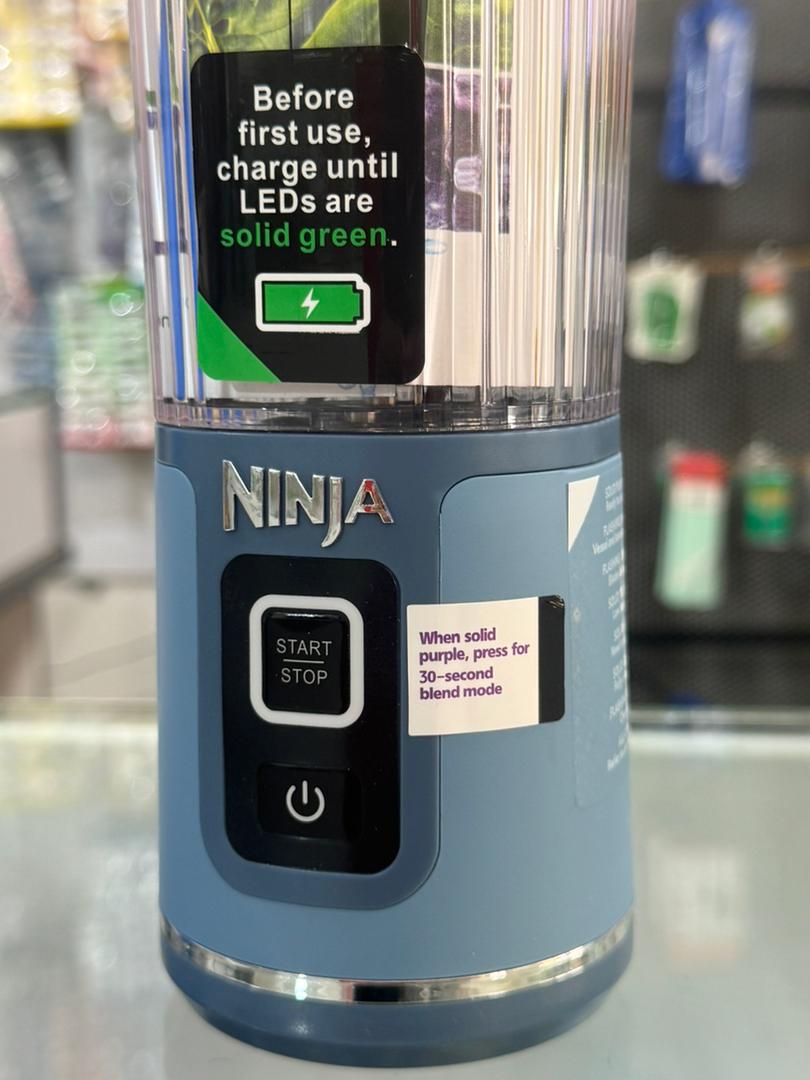 Before
first use,
charge until
LEDs are
solid green.
NINJA
START
STOP
When solid
purple, press for
30-second
blend mode